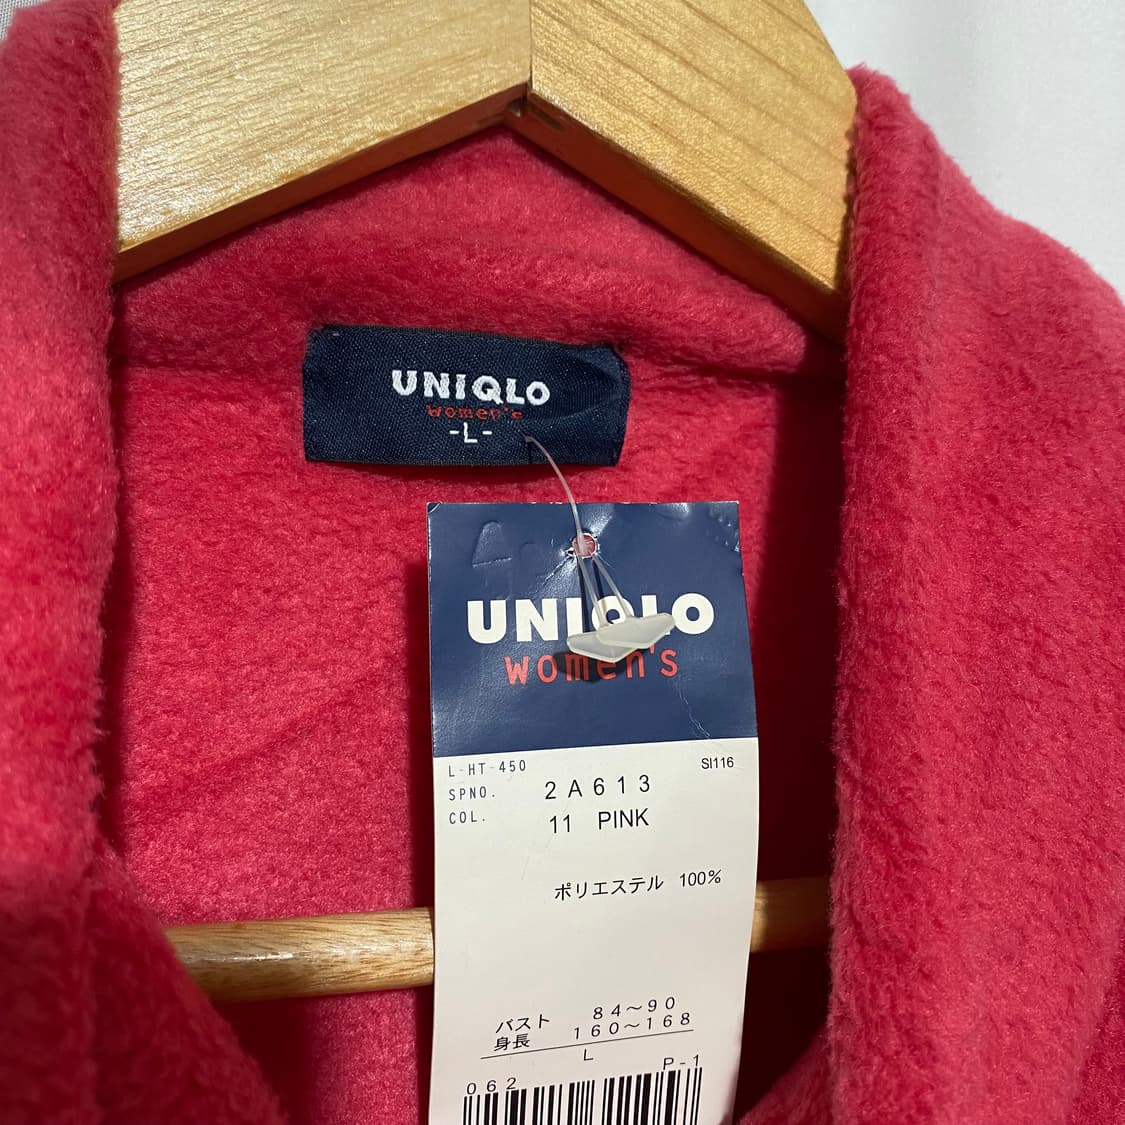 UNIQLO
women's
-L-
UNIQLO
women's
L-HT-450
SI116
SPNO. 2A613
COL. 11 PINK
ポリエステル 100%
バスト 84～90
身長 160～168
L
062 P-1